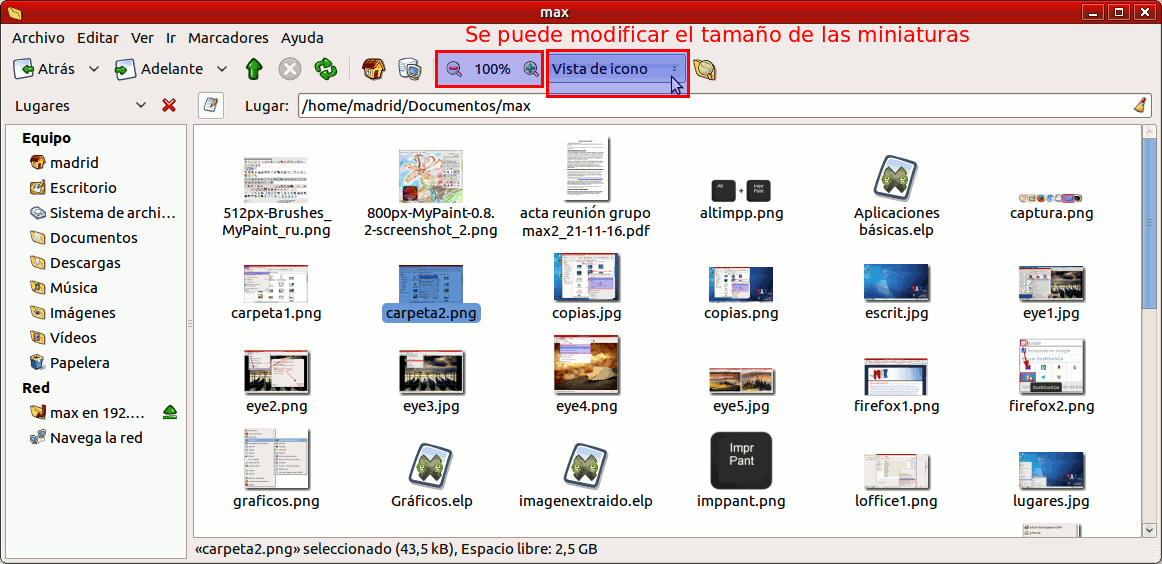 max
Archivo Editar Ver Ir Marcadores Ayuda
Se puede modificar el tamaño de las miniaturas
Atrás Adelante 100% Vista de icono
Lugares Lugar: /home/madrid/Documentos/max
Equipo
madrid
Escritorio
Sistema de archi...
Documentos
Descargas
Música
Imágenes
Vídeos
Papelera
Red
max en 192....
Navega la red
512px-Brushes_
MyPaint_ru.png
800px-MyPaint-0.8.
2-screenshot_2.png
acta reunión grupo
max2_21-11-16.pdf
Impr
Pant
altimpp.png
Aplicaciones
básicas.elp
captura.png
carpeta1.png
carpeta2.png
copias.jpg
copias.png
escrit.jpg
eye1.jpg
eye2.png
eye3.jpg
eye4.png
eye5.jpg
firefox1.png
DuckDuckGo
firefox2.png
graficos.png
Gráficos.elp
imagenextraido.elp
Impr
Pant
imppant.png
loffice1.png
lugares.jpg
«carpeta2.png» seleccionado (43,5 kB), Espacio libre: 2,5 GB